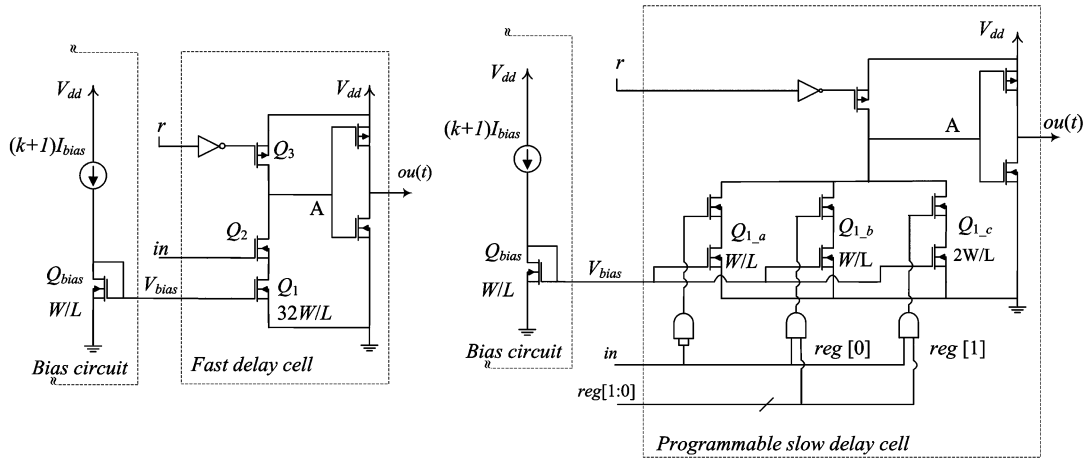 V_dd
(k+1)I_bias
Q_bias
W/L
Bias circuit
r
V_dd
Q_3
ou(t)
A
Q_2
in
V_bias
Q_1
32W/L
Fast delay cell
V_dd
(k+1)I_bias
Q_bias
W/L
Bias circuit
V_dd
r
A
ou(t)
Q_1_a
Q_1_b
Q_1_c
V_bias
W/L
W/L
2W/L
in
reg [0]
reg [1]
reg[1:0]
Programmable slow delay cell